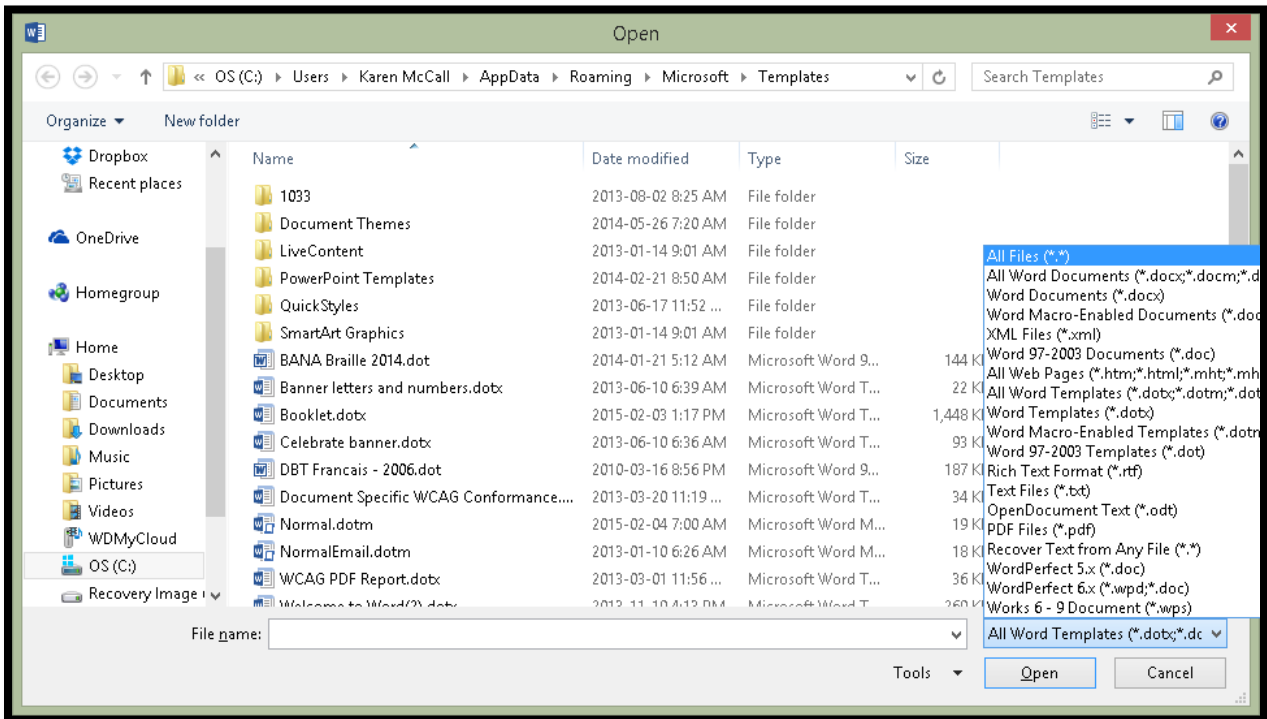 Open
« OS (C:) ▸ Users ▸ Karen McCall ▸ AppData ▸ Roaming ▸ Microsoft ▸ Templates
Search Templates
Organize
New folder
Dropbox
Recent places
OneDrive
Homegroup
Home
Desktop
Documents
Downloads
Music
Pictures
Videos
WDMyCloud
OS (C:)
Recovery Image
Name Date modified Type Size
1033 2013-08-02 8:25 AM File folder
Document Themes 2014-05-26 7:20 AM File folder
LiveContent 2013-01-14 9:01 AM File folder
PowerPoint Templates 2014-02-21 8:50 AM File folder
QuickStyles 2013-06-17 11:52 ... File folder
SmartArt Graphics 2013-01-14 9:01 AM File folder
BANA Braille 2014.dot 2014-01-21 5:12 AM Microsoft Word 9... 144 K
Banner letters and numbers.dotx 2013-06-10 6:39 AM Microsoft Word T... 22 K
Booklet.dotx 2015-02-03 1:17 PM Microsoft Word T... 1,448 K
Celebrate banner.dotx 2013-06-10 6:36 AM Microsoft Word T... 93 K
DBT Francais - 2006.dot 2010-03-16 8:56 PM Microsoft Word 9... 187 K
Document Specific WCAG Conformance.... 2013-03-20 11:19 ... Microsoft Word T... 34 K
Normal.dotm 2015-02-04 7:00 AM Microsoft Word M... 19 K
NormalEmail.dotm 2013-01-10 6:26 AM Microsoft Word M... 18 K
WCAG PDF Report.dotx 2013-03-01 11:56 ... Microsoft Word T... 36 K
Welcome to Word(2).dotx 2013-11-10 4:13 PM Microsoft Word T... 260 K
All Files (*.*)
All Word Documents (*.docx;*.docm;*.d
Word Documents (*.docx)
Word Macro-Enabled Documents (*.doc
XML Files (*.xml)
Word 97-2003 Documents (*.doc)
All Web Pages (*.htm;*.html;*.mht;*.mh
All Word Templates (*.dotx;*.dotm;*.dot
Word Templates (*.dotx)
Word Macro-Enabled Templates (*.dotn
Word 97-2003 Templates (*.dot)
Rich Text Format (*.rtf)
Text Files (*.txt)
OpenDocument Text (*.odt)
PDF Files (*.pdf)
Recover Text from Any File (*.*)
WordPerfect 5.x (*.doc)
WordPerfect 6.x (*.wpd;*.doc)
Works 6 - 9 Document (*.wps)
File name:
All Word Templates (*.dotx;*.dc
Tools
Open
Cancel